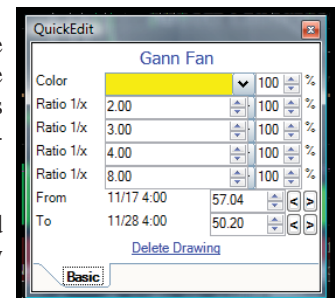 QuickEdit
Gann Fan
Color 100 %
Ratio 1/x 2.00 100 %
Ratio 1/x 3.00 100 %
Ratio 1/x 4.00 100 %
Ratio 1/x 8.00 100 %
From 11/17 4:00 57.04 < >
To 11/28 4:00 50.20 < >
Delete Drawing
Basic